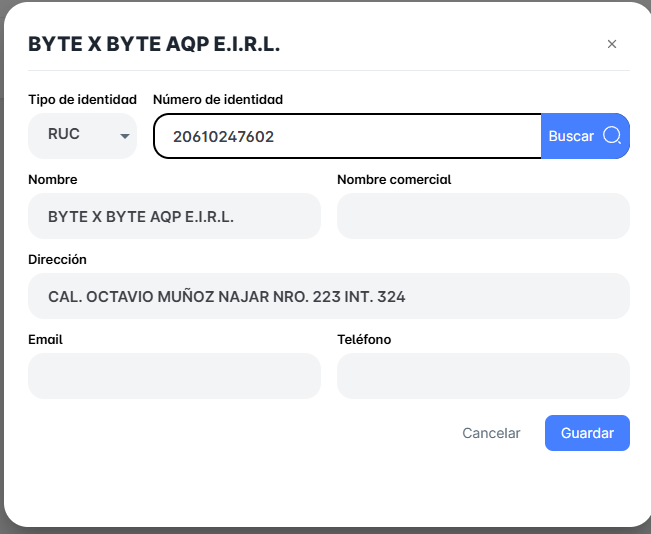 BYTE X BYTE AQP E.I.R.L.
Tipo de identidad Número de identidad
RUC 20610247602 Buscar
Nombre Nombre comercial
BYTE X BYTE AQP E.I.R.L.
Dirección
CAL. OCTAVIO MUÑOZ NAJAR NRO. 223 INT. 324
Email Teléfono
Cancelar Guardar